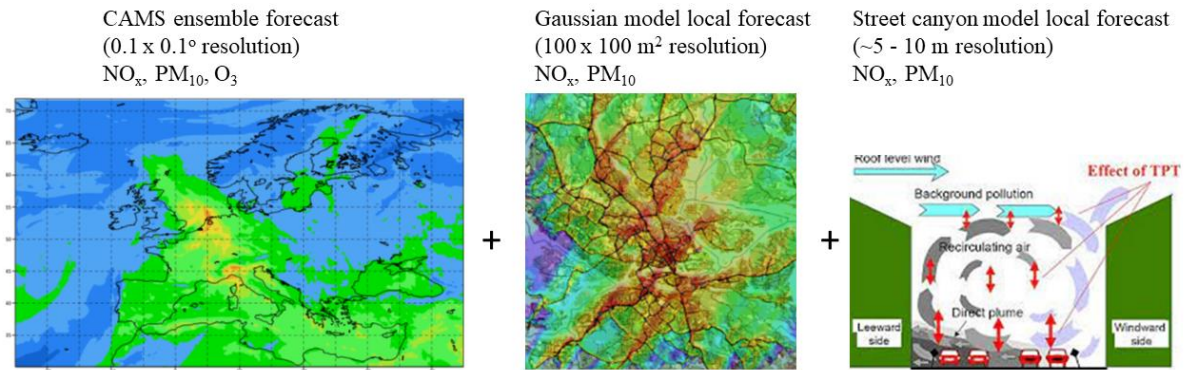 CAMS ensemble forecast
(0.1 x 0.1° resolution)
NOx, PM10, O3
Gaussian model local forecast
(100 x 100 m² resolution)
NOx, PM10
Street canyon model local forecast
(~5 - 10 m resolution)
NOx, PM10
+
+
Roof level wind
Effect of TPT
Background pollution
Recirculating air
Direct plume
Leeward
side
Windward
side